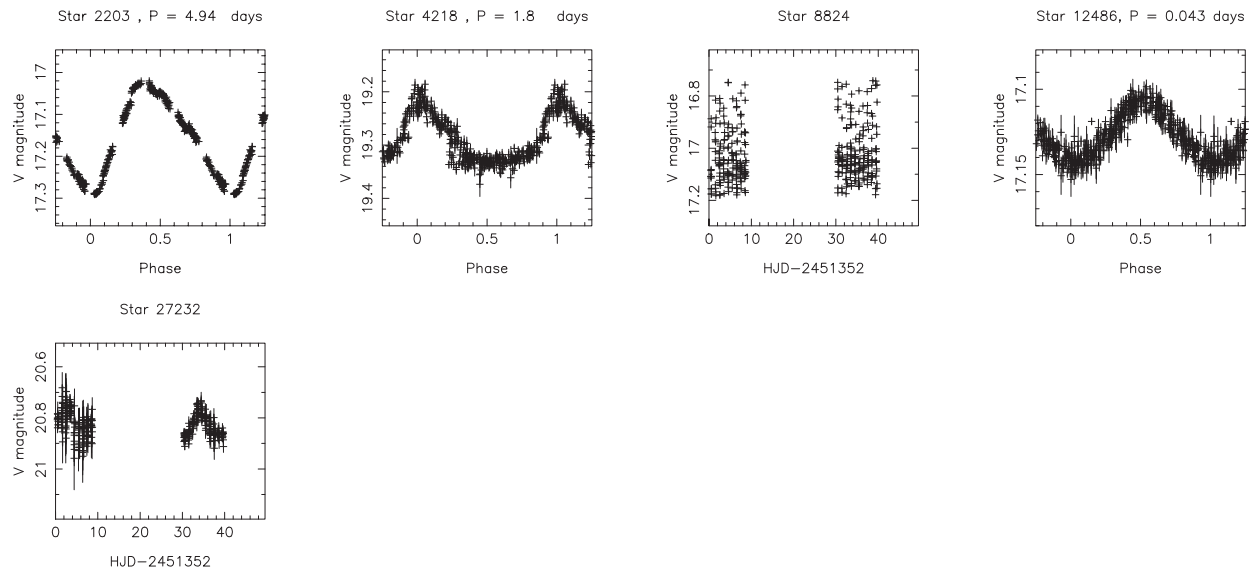 Star 2203 , P = 4.94 days
V magnitude
17
17.1
17.2
17.3
0
0.5
1
Phase
Star 4218 , P = 1.8 days
V magnitude
19.2
19.3
19.4
0
0.5
1
Phase
Star 8824
V magnitude
16.8
17
17.2
0
10
20
30
40
HJD−2451352
Star 12486, P = 0.043 days
V magnitude
17.1
17.15
0
0.5
1
Phase
Star 27232
V magnitude
20.6
20.8
21
0
10
20
30
40
HJD−2451352